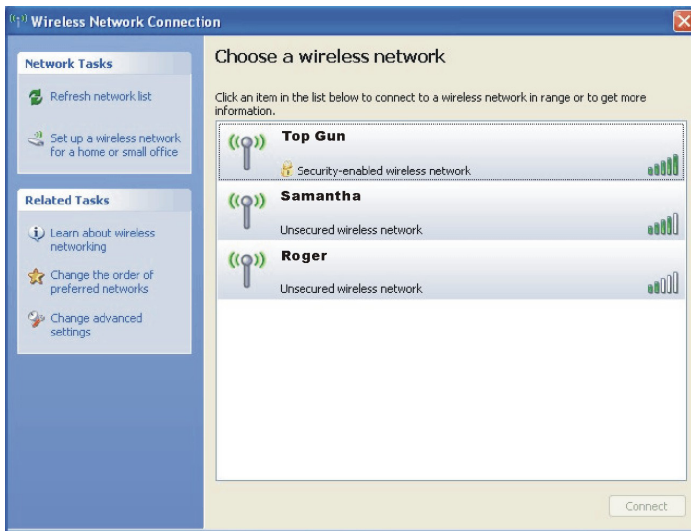 Wireless Network Connection
Network Tasks
Refresh network list
Set up a wireless network
for a home or small office
Related Tasks
Learn about wireless
networking
Change the order of
preferred networks
Change advanced
settings
Choose a wireless network
Click an item in the list below to connect to a wireless network in range or to get more
information.
Top Gun
Security-enabled wireless network
Samantha
Unsecured wireless network
Roger
Unsecured wireless network
Connect